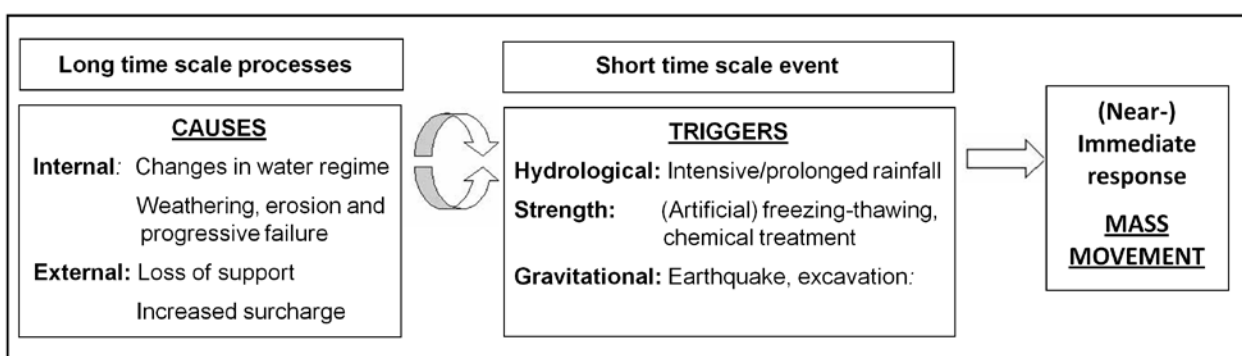 Long time scale processes
Short time scale event
CAUSES
Internal: Changes in water regime
Weathering, erosion and
progressive failure
External: Loss of support
Increased surcharge
TRIGGERS
Hydrological: Intensive/prolonged rainfall
Strength: (Artificial) freezing-thawing,
chemical treatment
Gravitational: Earthquake, excavation:
(Near-)
Immediate
response
MASS
MOVEMENT